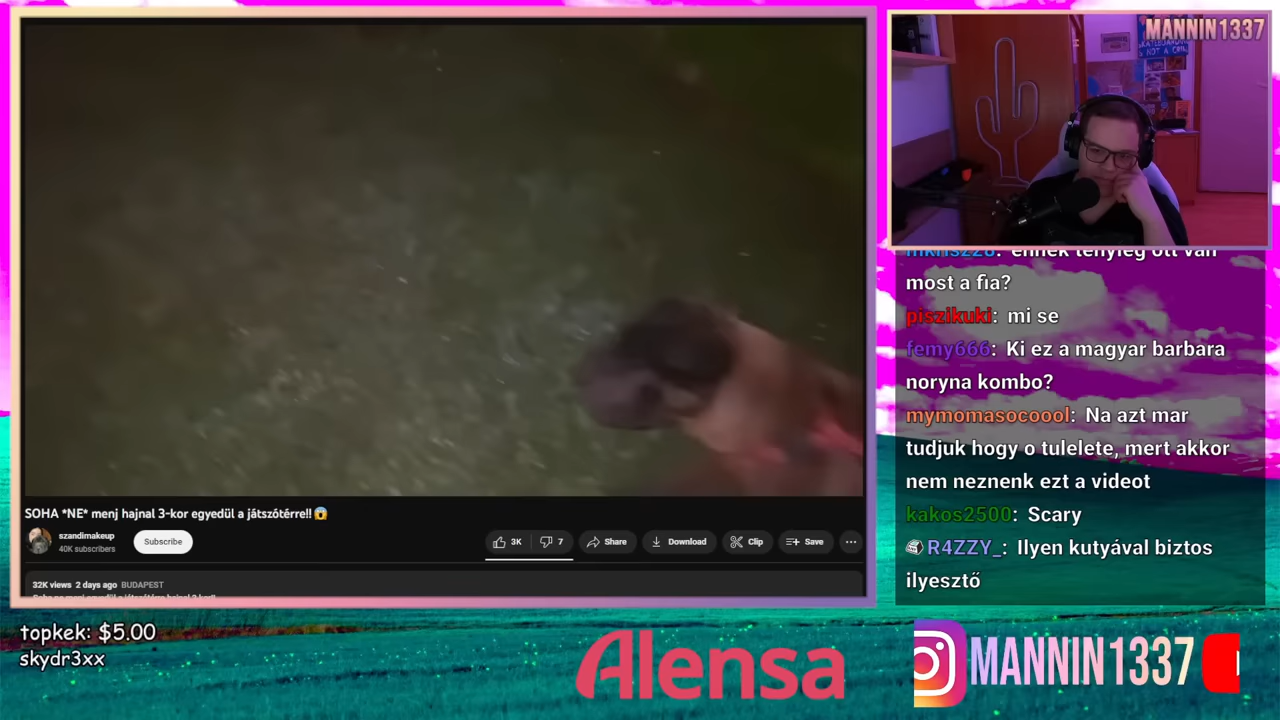 MANNIN1337
most a fia?
piszikuki: mi se
femy666: Ki ez a magyar barbara
noryna kombo?
mymomasocoool: Na azt mar
tudjuk hogy o tulelete, mert akkor
nem neznenk ezt a videot
kakos2500: Scary
R4ZZY_: Ilyen kutyával biztos
ilyesztő
SOHA *NE* menj hajnal 3-kor egyedül a játszótérre!!😱
szandimakeup
40K subscribers
Subscribe
3K
7
Share
Download
Clip
Save
32K views 2 days ago BUDAPEST
topkek: $5.00
skydr3xx
Alensa
MANNIN1337